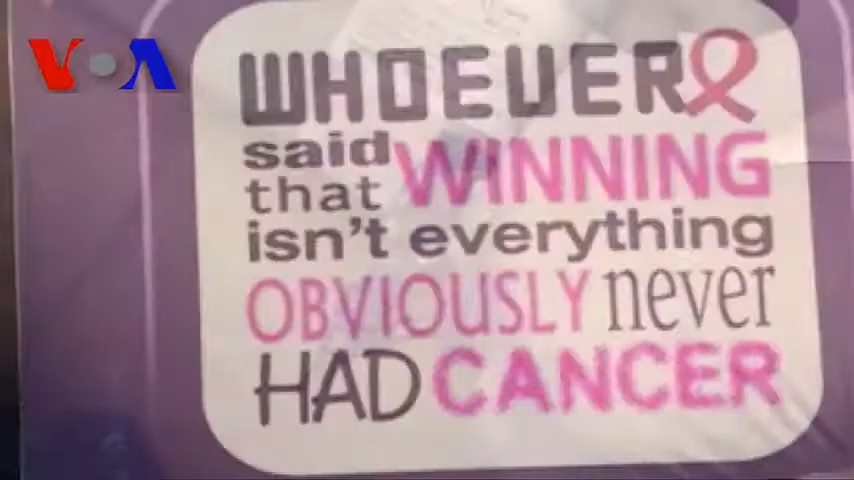 VOA
WHOEVER
said
that WINNING
isn't everything
OBVIOUSLY never
HAD CANCER